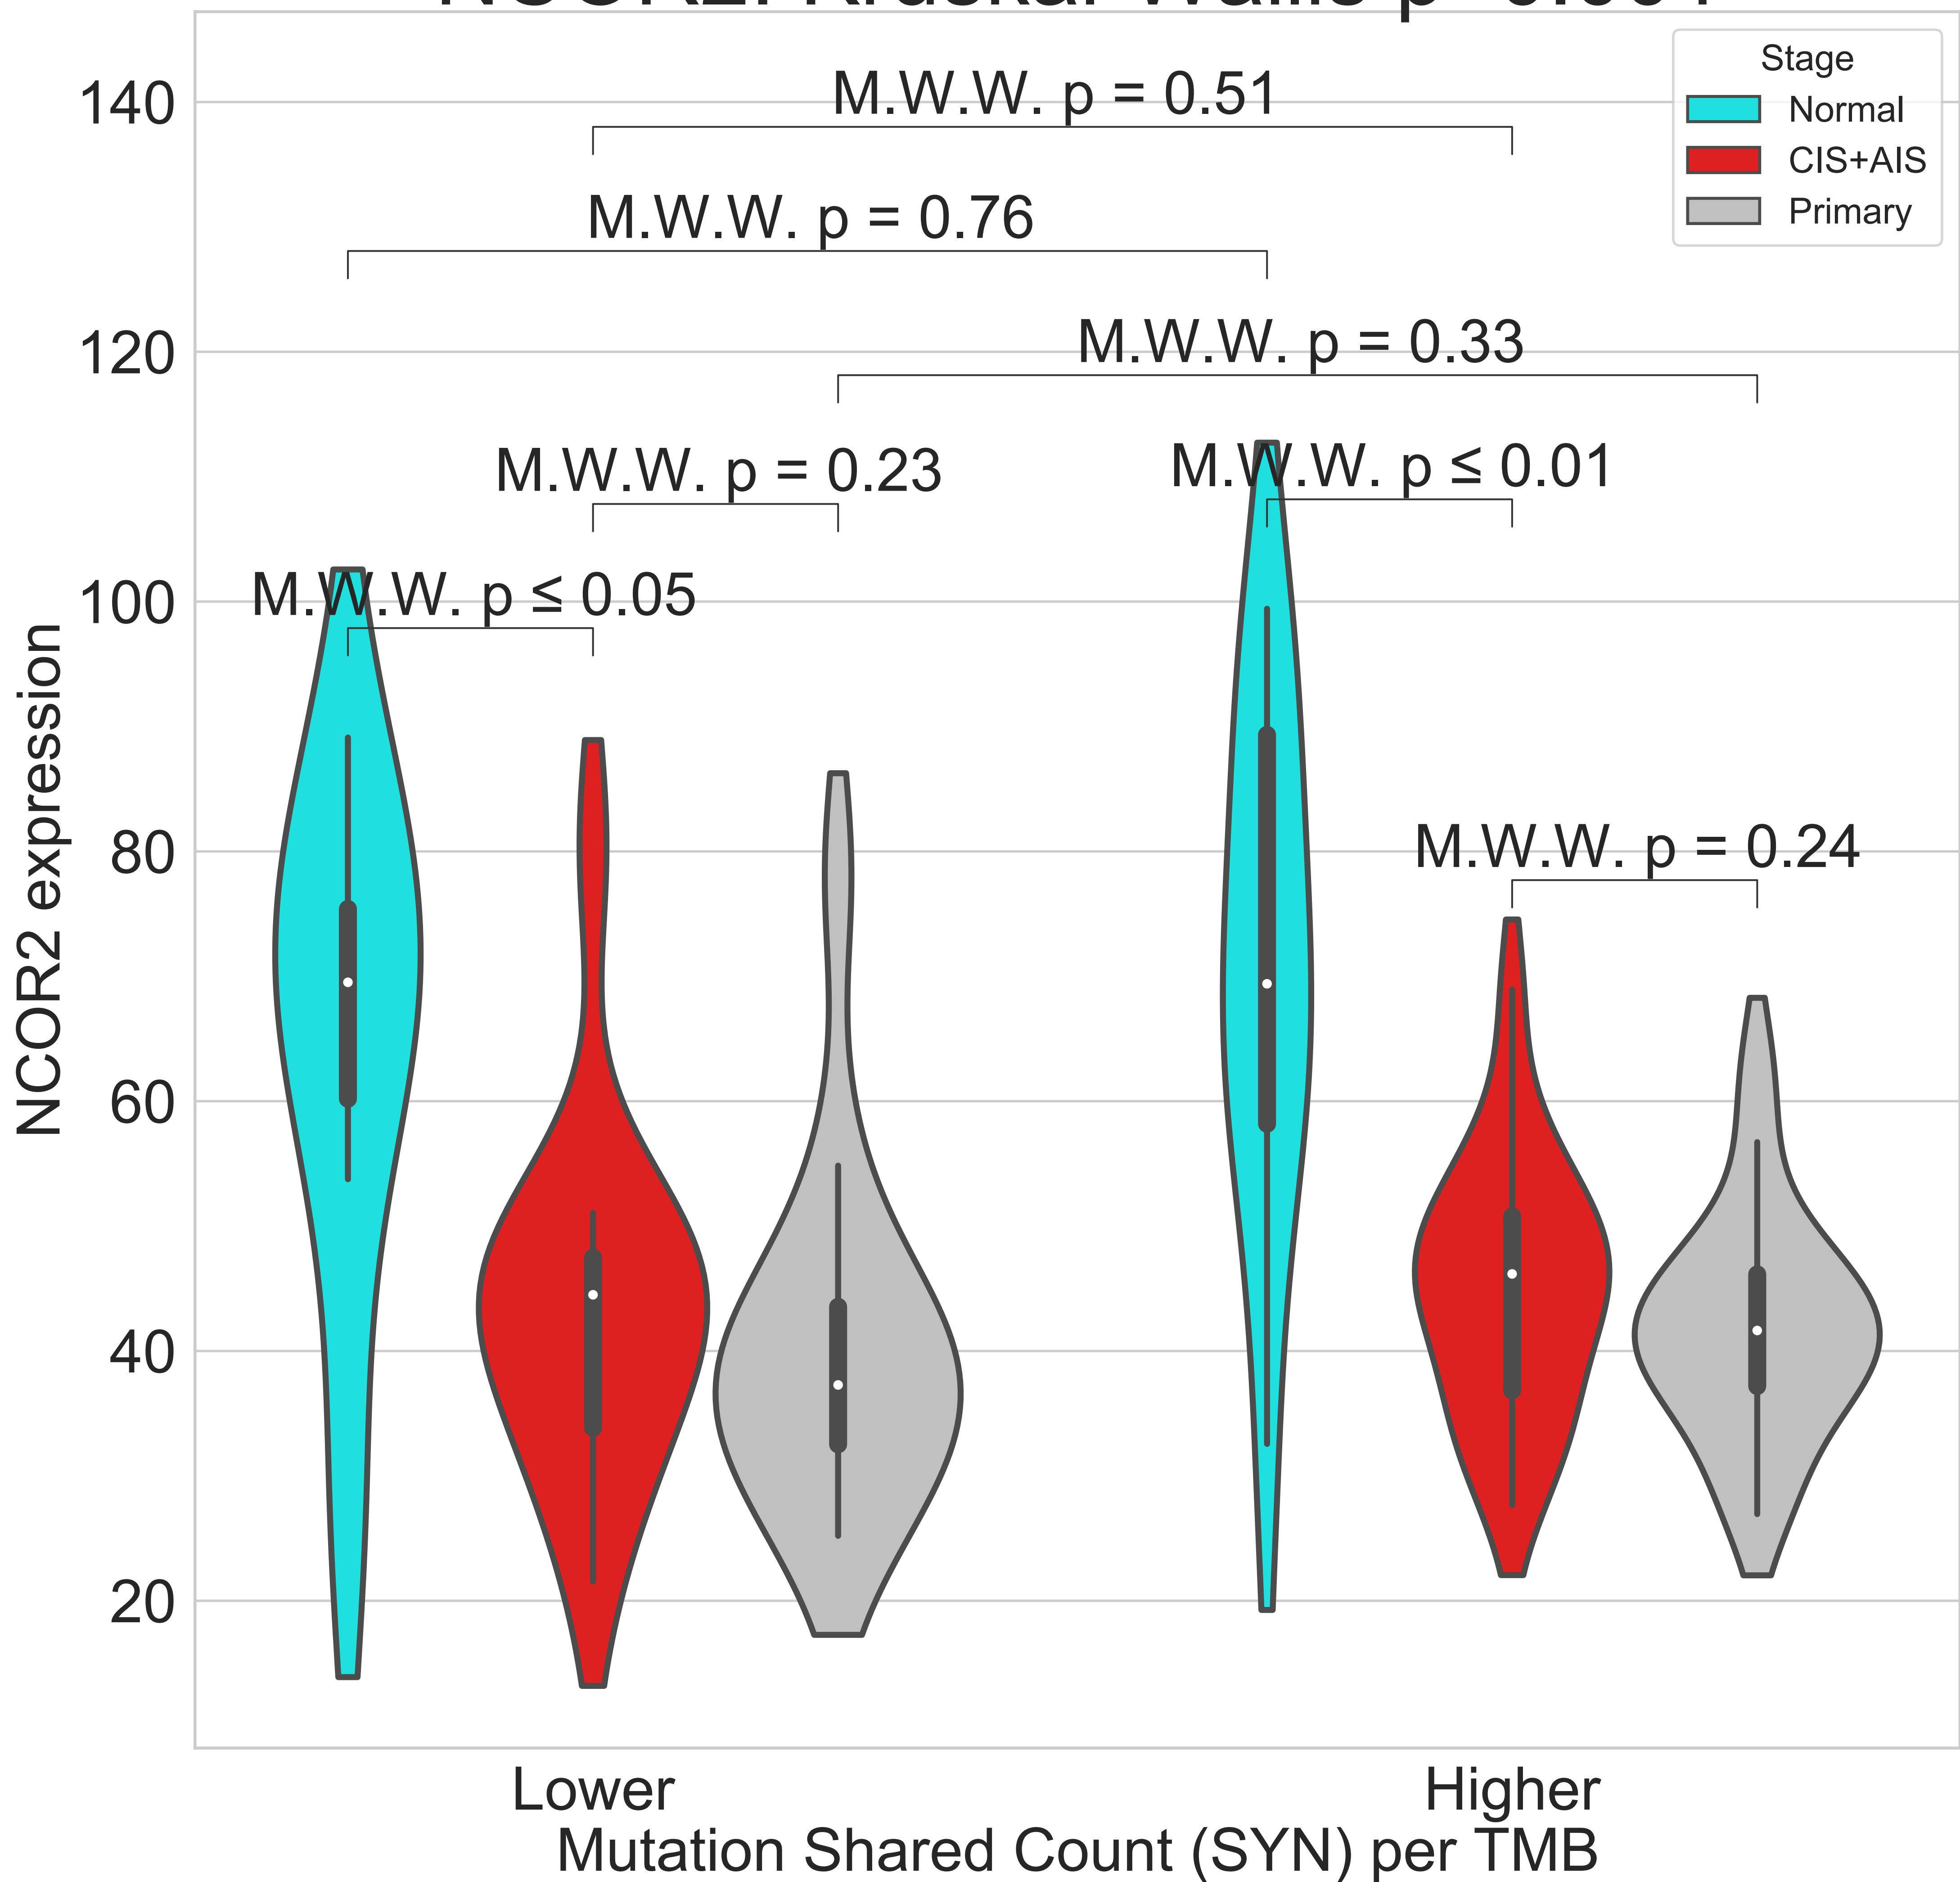 Stage
Normal
CIS+AIS
Primary
140
120
100
80
60
40
20
NCOR2 expression
M.W.W. p = 0.51
M.W.W. p = 0.76
M.W.W. p = 0.33
M.W.W. p = 0.23
M.W.W. p ≤ 0.01
M.W.W. p ≤ 0.05
M.W.W. p = 0.24
Lower
Higher
Mutation Shared Count (SYN) per TMB